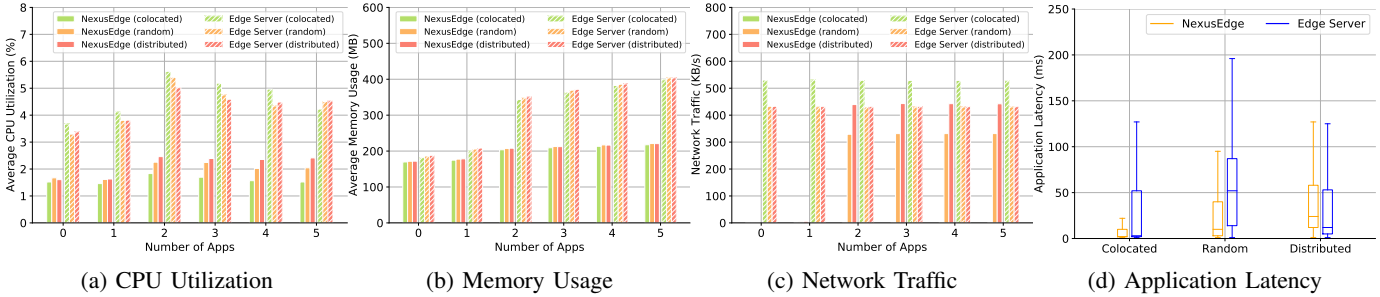 NexusEdge (colocated)
NexusEdge (random)
NexusEdge (distributed)
Edge Server (colocated)
Edge Server (random)
Edge Server (distributed)
Average CPU Utilization (%)
8
7
6
5
4
3
2
1
0
0 1 2 3 4 5
Number of Apps
(a) CPU Utilization
NexusEdge (colocated)
NexusEdge (random)
NexusEdge (distributed)
Edge Server (colocated)
Edge Server (random)
Edge Server (distributed)
Average Memory Usage (MB)
600
500
400
300
200
100
0
0 1 2 3 4 5
Number of Apps
(b) Memory Usage
NexusEdge (colocated)
NexusEdge (random)
NexusEdge (distributed)
Edge Server (colocated)
Edge Server (random)
Edge Server (distributed)
Network Traffic (KB/s)
800
700
600
500
400
300
200
100
0
0 1 2 3 4 5
Number of Apps
(c) Network Traffic
NexusEdge
Edge Server
Application Latency (ms)
250
200
150
100
50
0
Colocated Random Distributed
(d) Application Latency